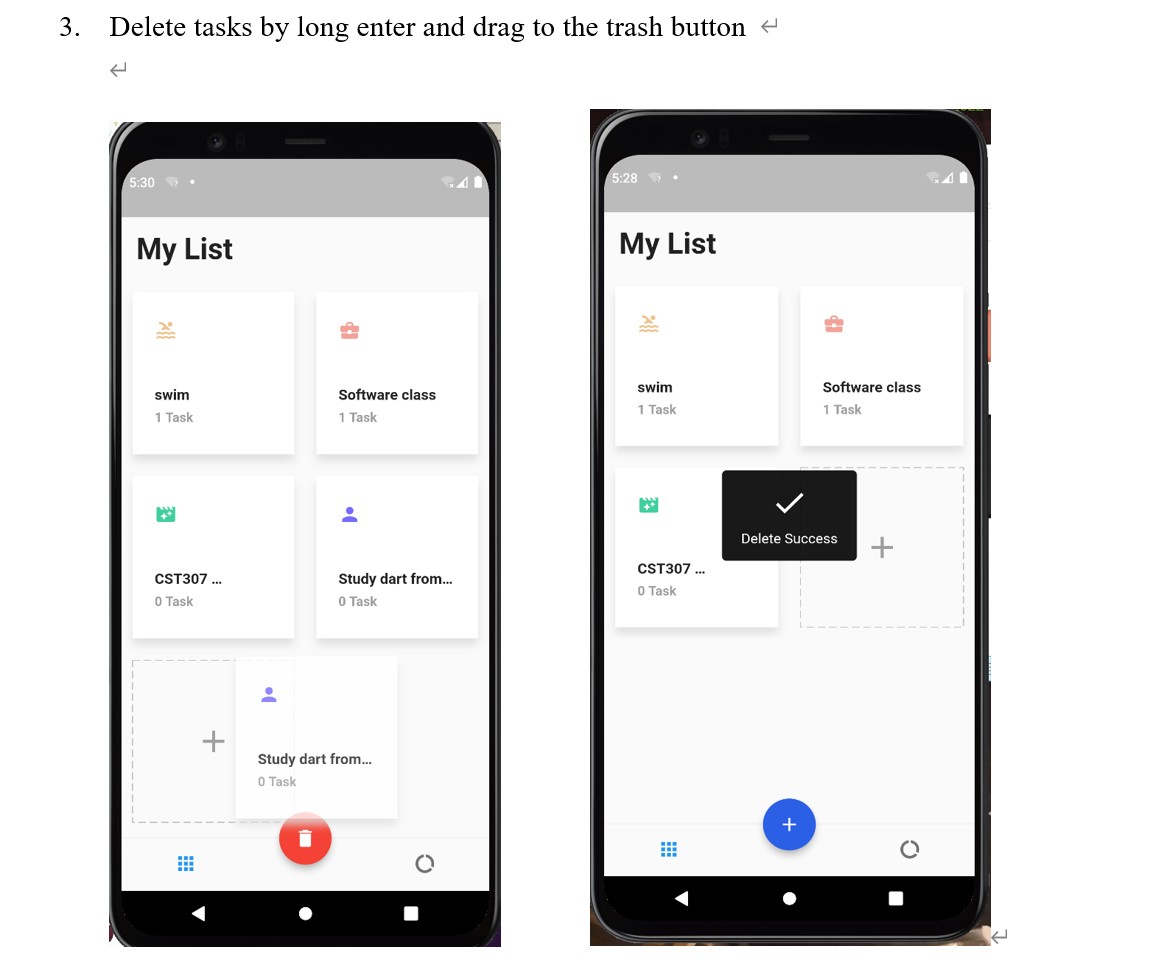 3. Delete tasks by long enter and drag to the trash button
5:30
My List
swim
1 Task
Software class
1 Task
CST307 ...
0 Task
Study dart from...
0 Task
Study dart from...
0 Task
5:28
My List
swim
1 Task
Software class
1 Task
CST307 ...
0 Task
Delete Success